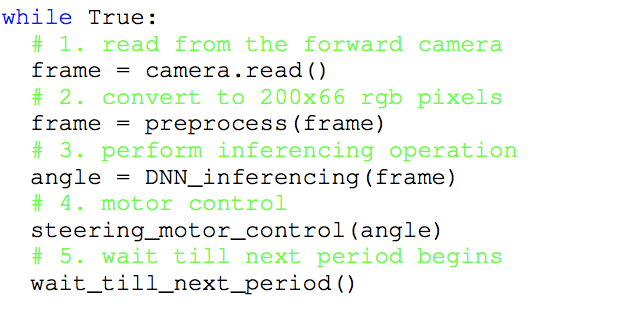 while True:
  # 1. read from the forward camera
  frame = camera.read()
  # 2. convert to 200x66 rgb pixels
  frame = preprocess(frame)
  # 3. perform inferencing operation
  angle = DNN_inferencing(frame)
  # 4. motor control
  steering_motor_control(angle)
  # 5. wait till next period begins
  wait_till_next_period()